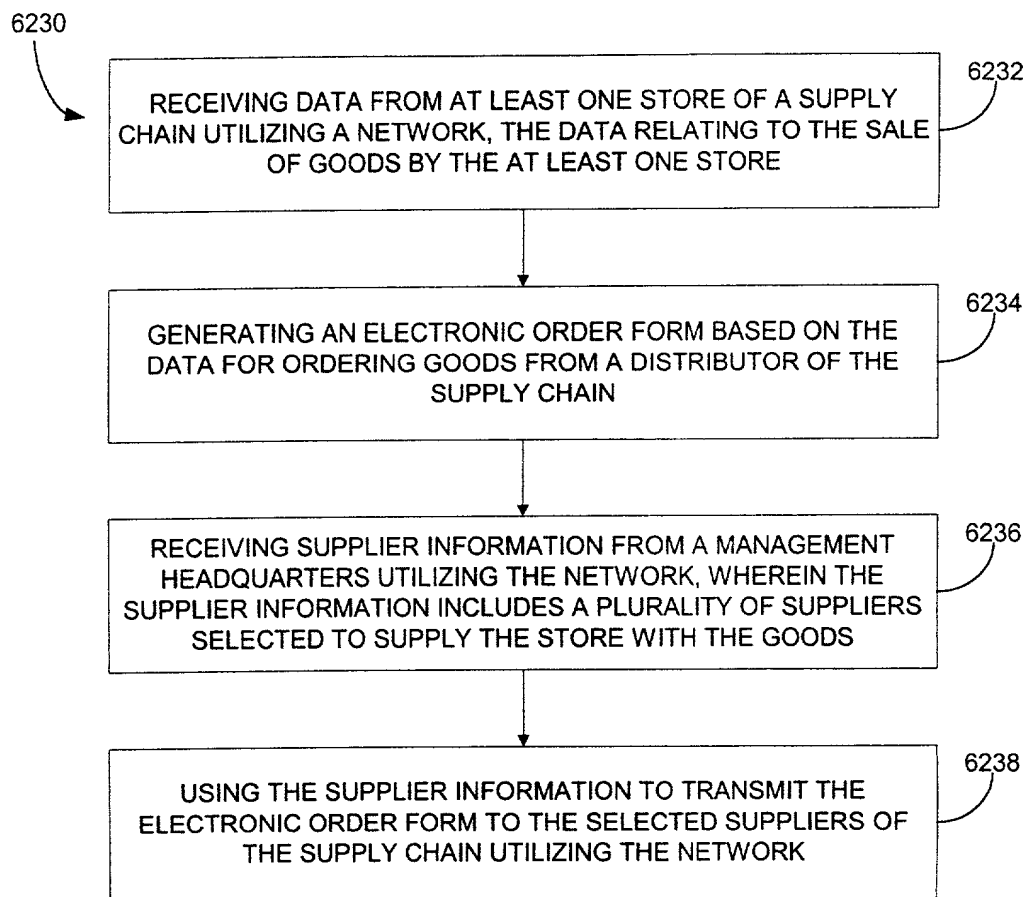 6230
6232
RECEIVING DATA FROM AT LEAST ONE STORE OF A SUPPLY
CHAIN UTILIZING A NETWORK, THE DATA RELATING TO THE SALE
OF GOODS BY THE AT LEAST ONE STORE
6234
GENERATING AN ELECTRONIC ORDER FORM BASED ON THE
DATA FOR ORDERING GOODS FROM A DISTRIBUTOR OF THE
SUPPLY CHAIN
6236
RECEIVING SUPPLIER INFORMATION FROM A MANAGEMENT
HEADQUARTERS UTILIZING THE NETWORK, WHEREIN THE
SUPPLIER INFORMATION INCLUDES A PLURALITY OF SUPPLIERS
SELECTED TO SUPPLY THE STORE WITH THE GOODS
6238
USING THE SUPPLIER INFORMATION TO TRANSMIT THE
ELECTRONIC ORDER FORM TO THE SELECTED SUPPLIERS OF
THE SUPPLY CHAIN UTILIZING THE NETWORK